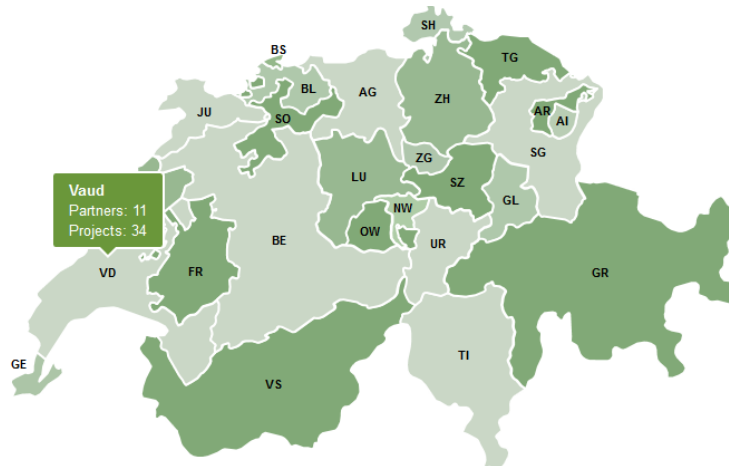 SH
BS
TG
BL
AG
ZH
JU
SO
AR
AI
ZG
SG
LU
SZ
Vaud
Partners: 11
Projects: 34
NW
GL
OW
BE
UR
VD
FR
GR
GE
TI
VS